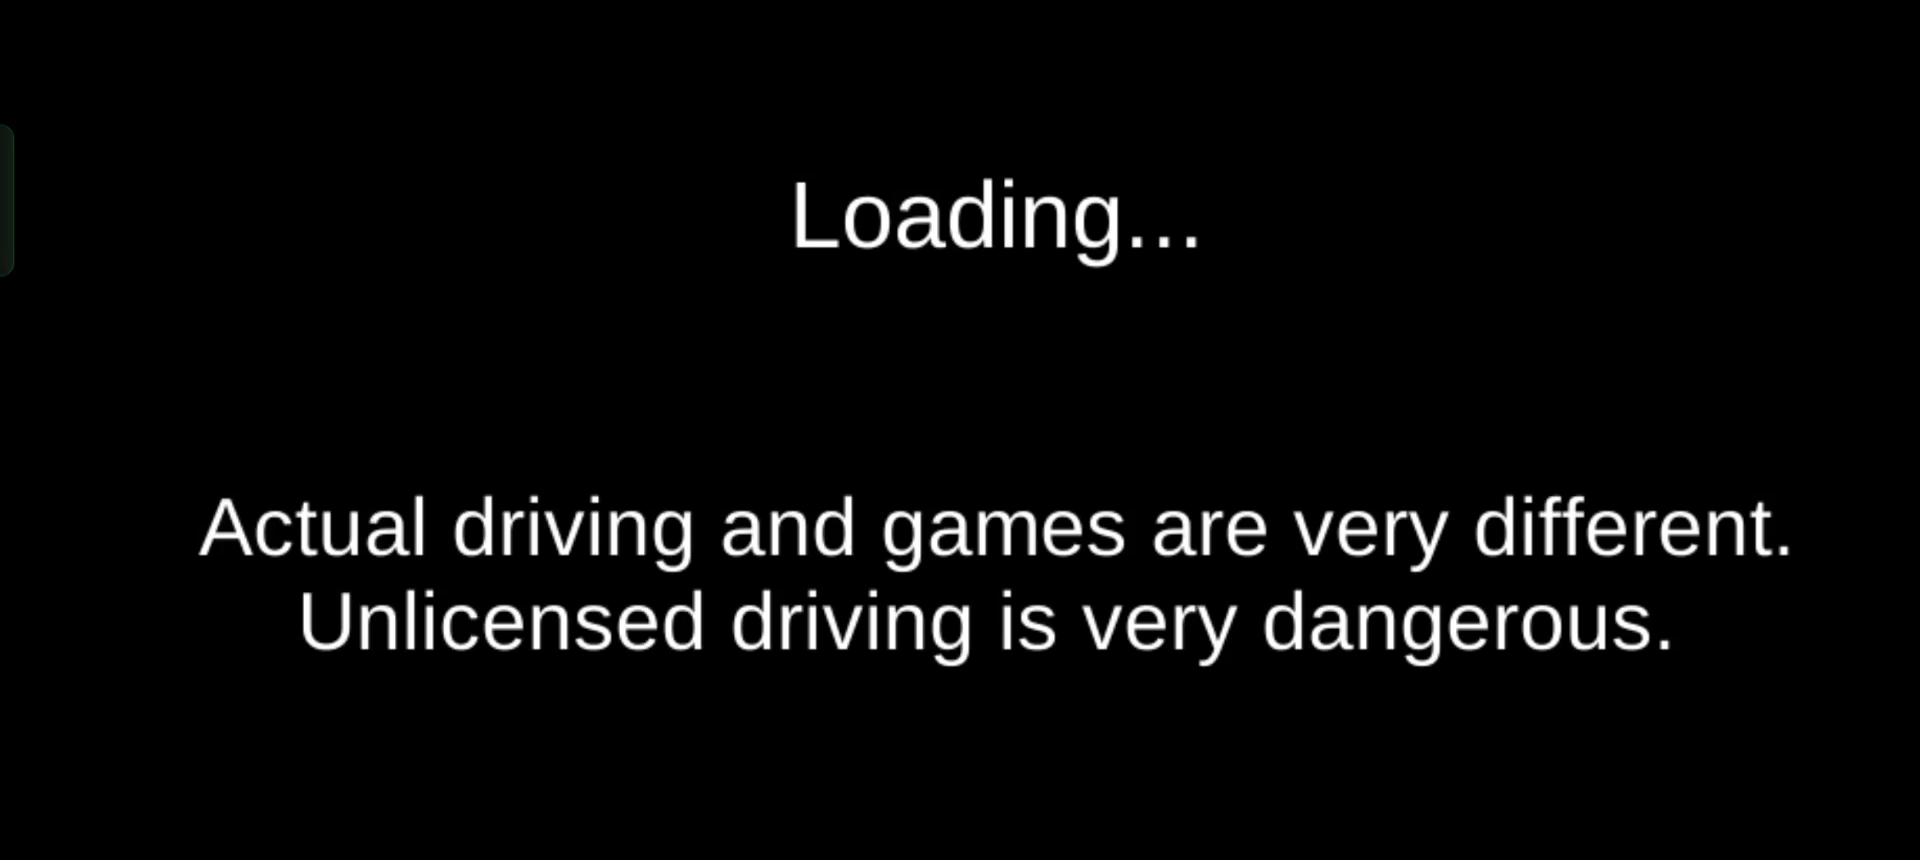 Loading...
Actual driving and games are very different.
Unlicensed driving is very dangerous.